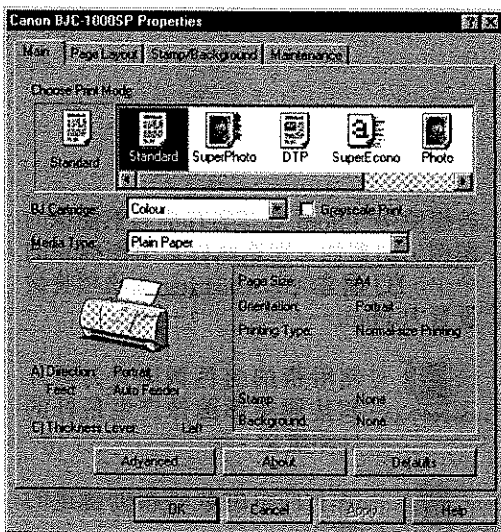 Canon BJC-1000SP Properties
Main Page Layout Stamp/Background Maintenance
Choose Print Mode
Standard
Standard SuperPhoto DTP SuperEcono Photo
BJ Cartridge: Colour Grayscale Print
Media Type: Plain Paper
Page Size: A4
Orientation: Portrait
Printing Type: Normal-size Printing
A) Direction: Portrait
Feed: Auto Feeder
Stamp: None
Background: None
C) Thickness Lever: Left
Advanced About Defaults
OK Cancel Apply Help